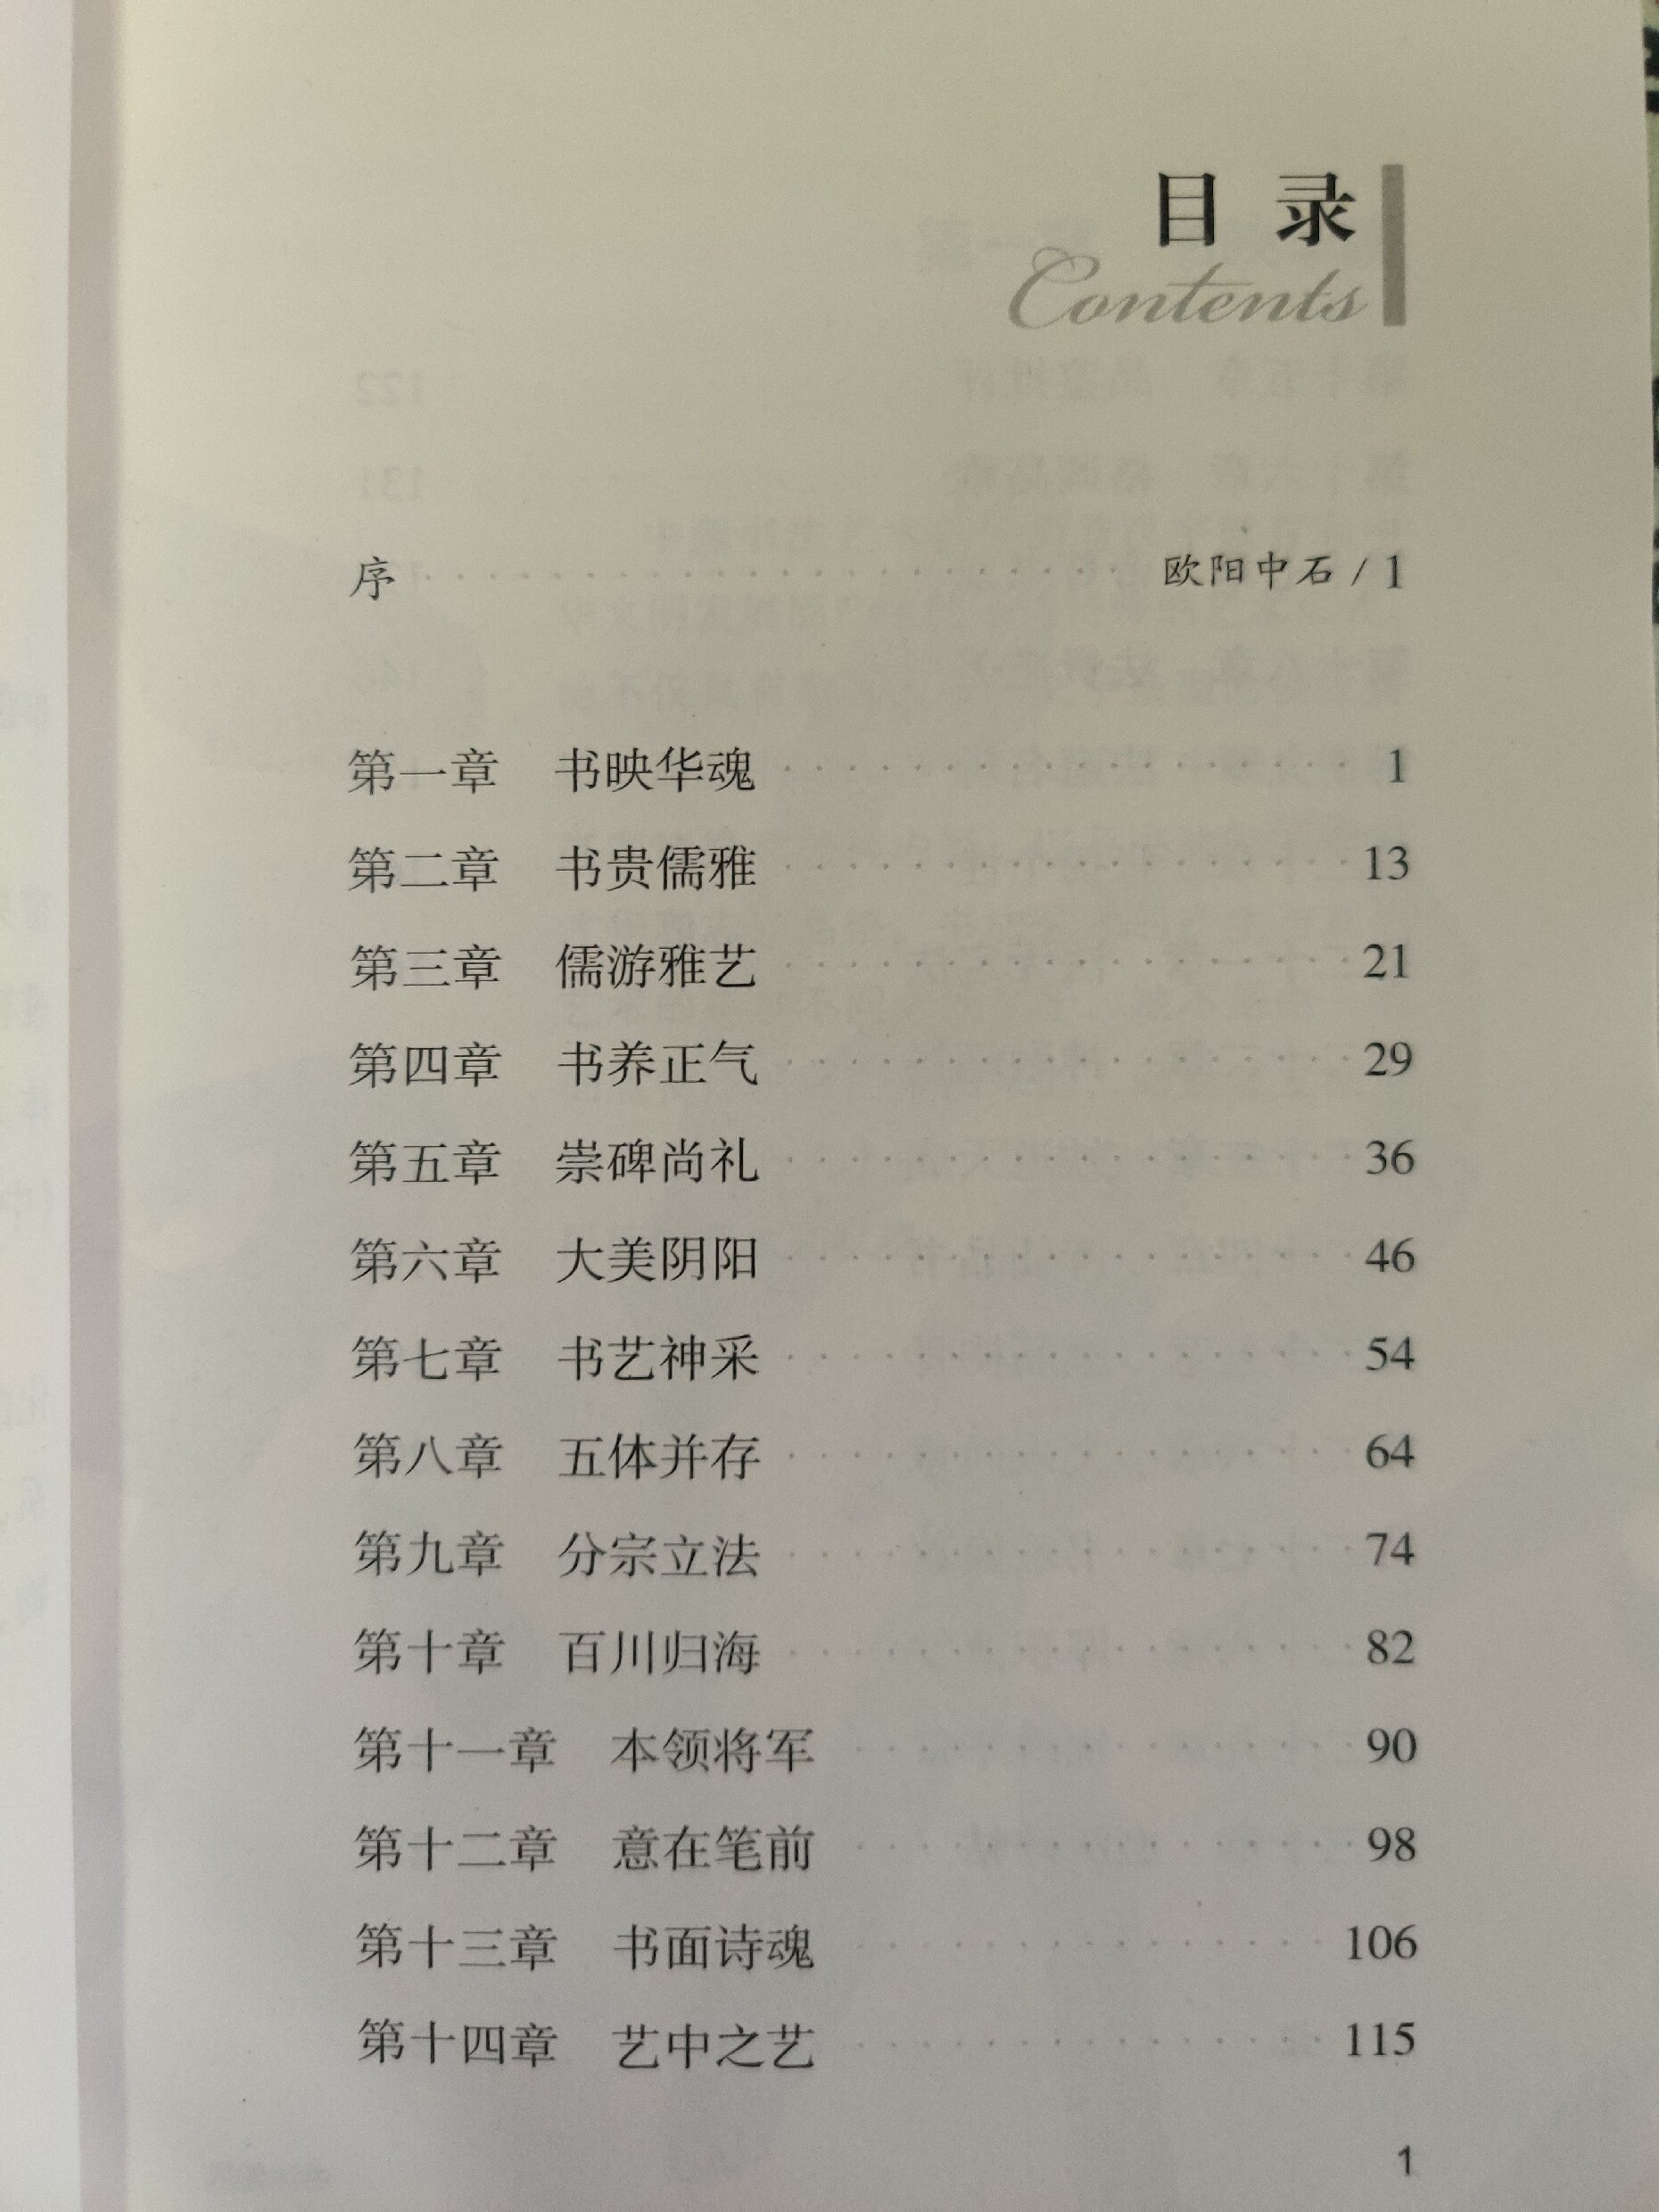 目录
Contents
序 · · · · · · · · · · · · · · · · · · · · · · 欧阳中石 / 1
第一章 书映华魂 · · · · · · · · · · · · · · · · · · 1
第二章 书贵儒雅 · · · · · · · · · · · · · · · · · · 13
第三章 儒游雅艺 · · · · · · · · · · · · · · · · · · 21
第四章 书养正气 · · · · · · · · · · · · · · · · · · 29
第五章 崇碑尚礼 · · · · · · · · · · · · · · · · · · 36
第六章 大美阴阳 · · · · · · · · · · · · · · · · · · 46
第七章 书艺神采 · · · · · · · · · · · · · · · · · · 54
第八章 五体并存 · · · · · · · · · · · · · · · · · · 64
第九章 分宗立法 · · · · · · · · · · · · · · · · · · 74
第十章 百川归海 · · · · · · · · · · · · · · · · · · 82
第十一章 本领将军 · · · · · · · · · · · · · · · · 90
第十二章 意在笔前 · · · · · · · · · · · · · · · · 98
第十三章 书面诗魂 · · · · · · · · · · · · · · · 106
第十四章 艺中之艺 · · · · · · · · · · · · · · · 115
1